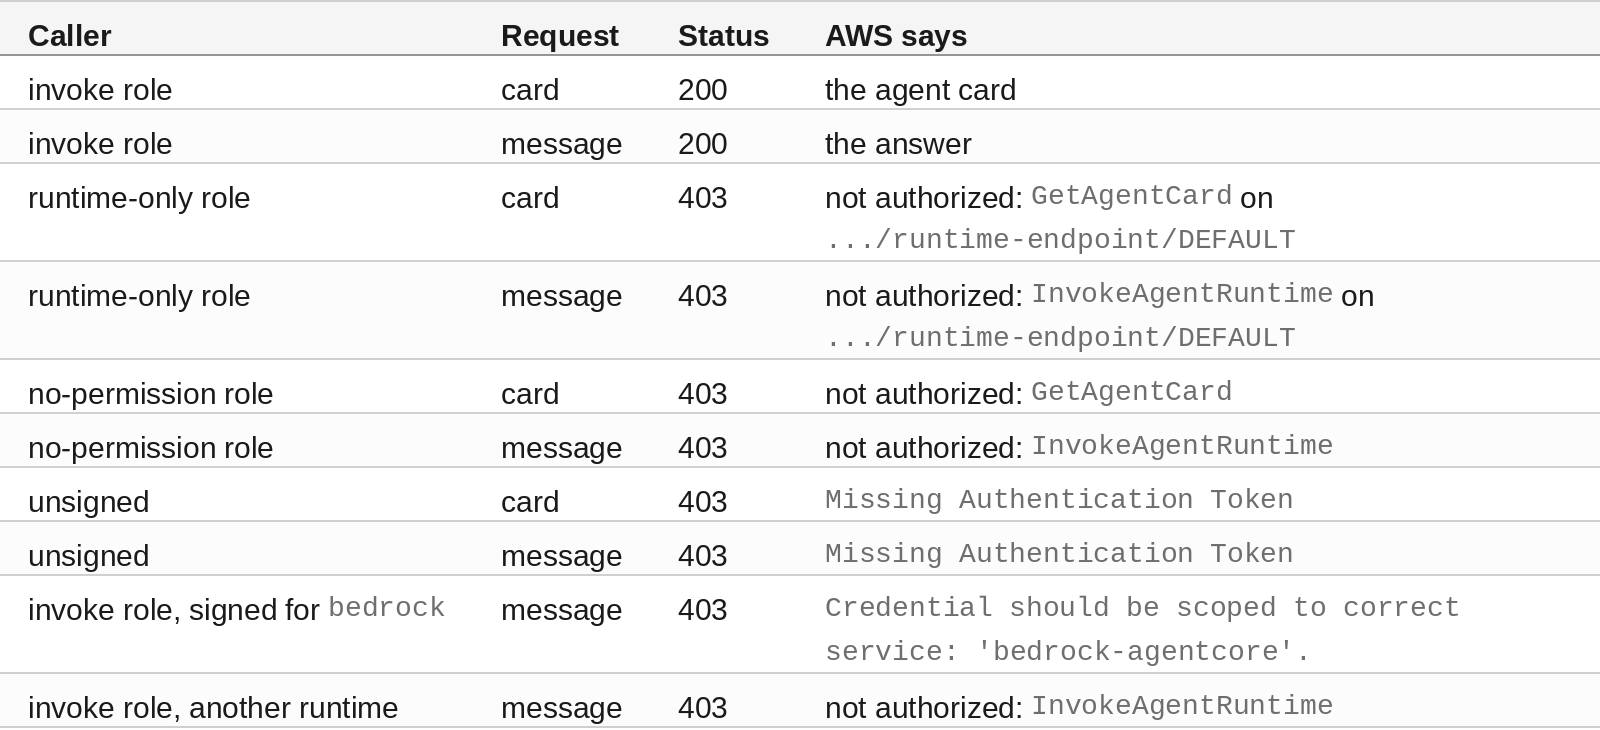 Caller Request Status AWS says
invoke role card 200 the agent card
invoke role message 200 the answer
runtime-only role card 403 not authorized: GetAgentCard on
.../runtime-endpoint/DEFAULT
runtime-only role message 403 not authorized: InvokeAgentRuntime on
.../runtime-endpoint/DEFAULT
no-permission role card 403 not authorized: GetAgentCard
no-permission role message 403 not authorized: InvokeAgentRuntime
unsigned card 403 Missing Authentication Token
unsigned message 403 Missing Authentication Token
invoke role, signed for bedrock message 403 Credential should be scoped to correct
service: 'bedrock-agentcore'.
invoke role, another runtime message 403 not authorized: InvokeAgentRuntime